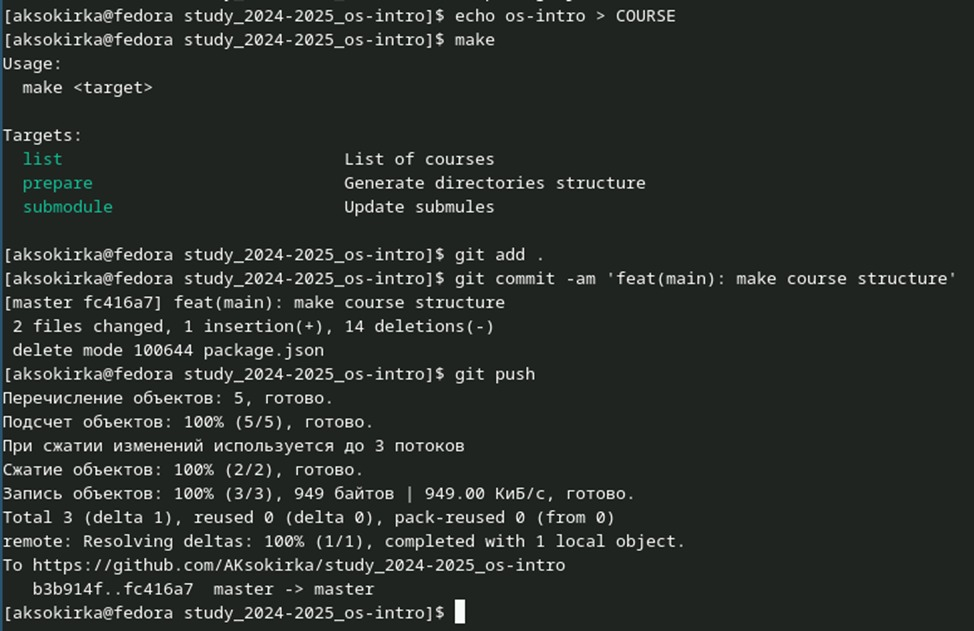 [aksokirka@fedora study_2024-2025_os-intro]$ echo os-intro > COURSE
[aksokirka@fedora study_2024-2025_os-intro]$ make
Usage:
  make <target>

Targets:
  list                            List of courses
  prepare                         Generate directories structure
  submodule                       Update submules

[aksokirka@fedora study_2024-2025_os-intro]$ git add .
[aksokirka@fedora study_2024-2025_os-intro]$ git commit -am 'feat(main): make course structure'
[master fc416a7] feat(main): make course structure
 2 files changed, 1 insertion(+), 14 deletions(-)
 delete mode 100644 package.json
[aksokirka@fedora study_2024-2025_os-intro]$ git push
Перечисление объектов: 5, готово.
Подсчет объектов: 100% (5/5), готово.
При сжатии изменений используется до 3 потоков
Сжатие объектов: 100% (2/2), готово.
Запись объектов: 100% (3/3), 949 байтов | 949.00 КиБ/с, готово.
Total 3 (delta 1), reused 0 (delta 0), pack-reused 0 (from 0)
remote: Resolving deltas: 100% (1/1), completed with 1 local object.
To https://github.com/AKsokirka/study_2024-2025_os-intro
   b3b914f..fc416a7  master -> master
[aksokirka@fedora study_2024-2025_os-intro]$